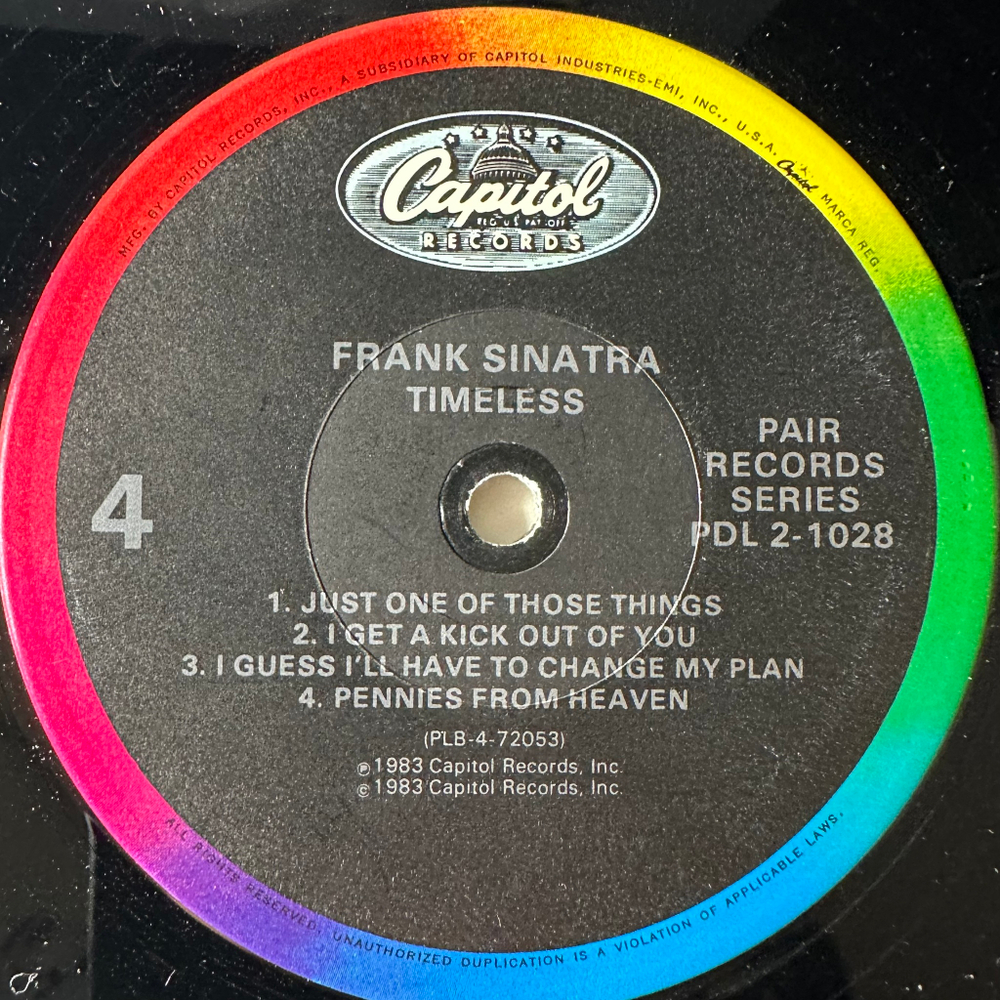 MFG. BY CAPITOL RECORDS, INC., A SUBSIDIARY OF CAPITOL INDUSTRIES-EMI, INC., U.S.A. Capitol MARCA REG.
Capitol
REG. U.S. PAT. OFF.
RECORDS
FRANK SINATRA
TIMELESS
PAIR
RECORDS
SERIES
PDL 2-1028
4
1. JUST ONE OF THOSE THINGS
2. I GET A KICK OUT OF YOU
3. I GUESS I'LL HAVE TO CHANGE MY PLAN
4. PENNIES FROM HEAVEN
(PLB-4-72053)
℗1983 Capitol Records, Inc.
©1983 Capitol Records, Inc.
ALL RIGHTS RESERVED. UNAUTHORIZED DUPLICATION IS A VIOLATION OF APPLICABLE LAWS.